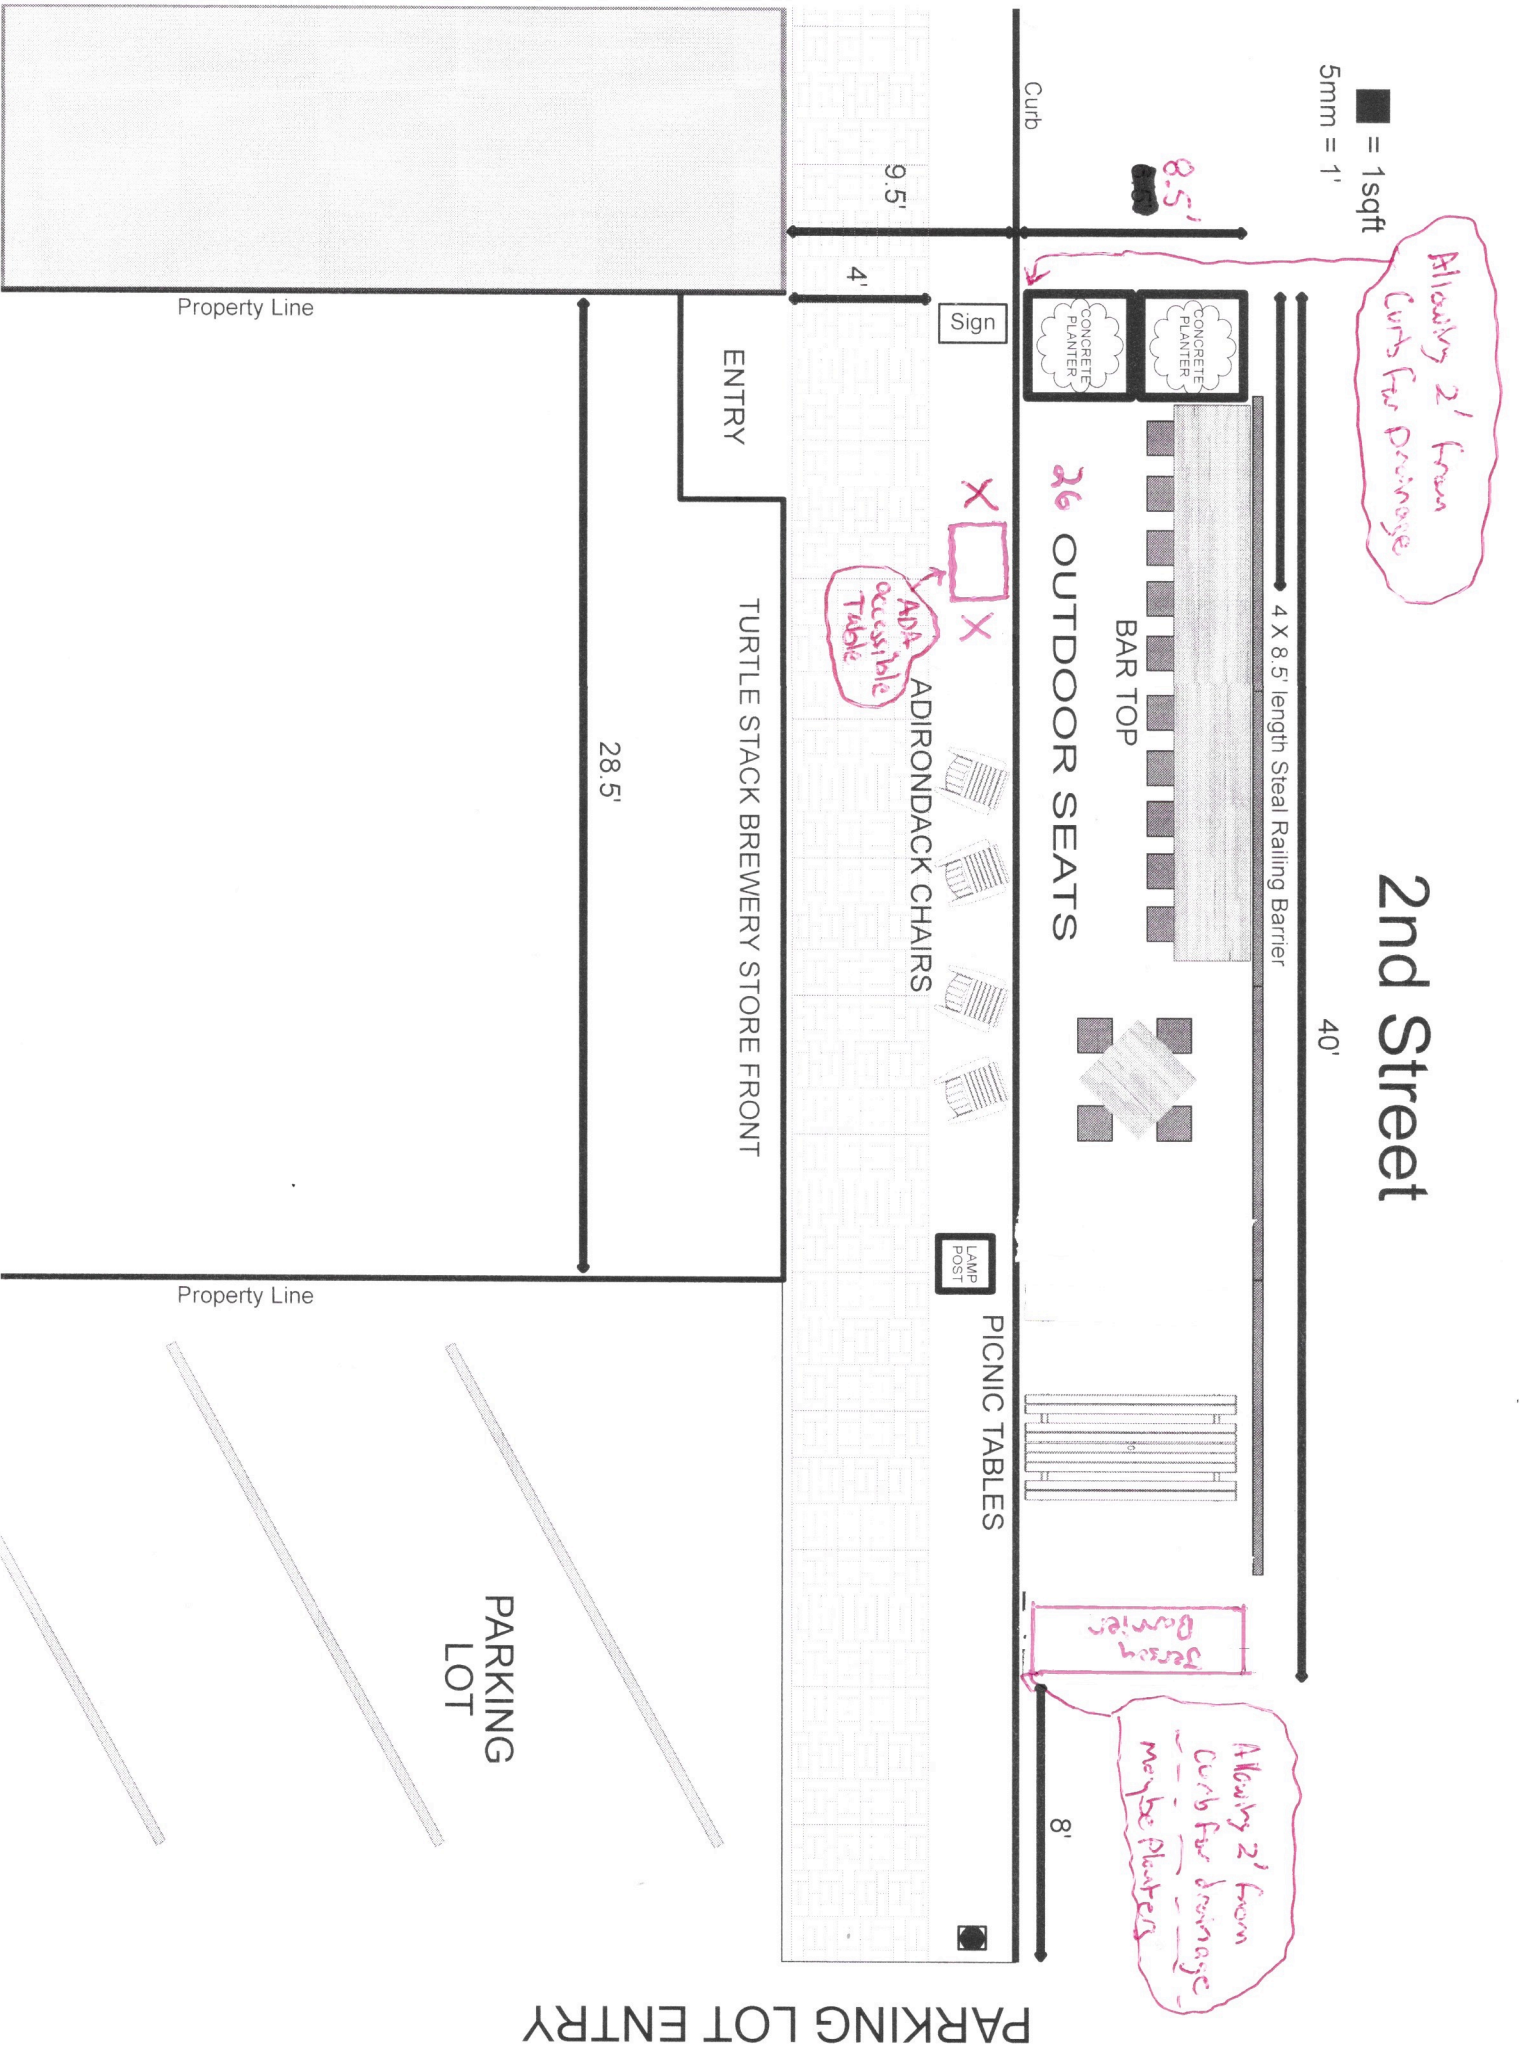 2nd Street
■ = 1sqft
5mm = 1'
Allowing 2' from
Curb for Drainage
40'
4 X 8.5' length Steal Railing Barrier
8.5'
Curb
CONCRETE
PLANTER
CONCRETE
PLANTER
BAR TOP
26 OUTDOOR SEATS
Jersey
Barrier
Allowing 2' from
Curb for drainage
maybe Planters
8'
9.5'
4'
Sign
X
X
ADA
accessible
Table
ADIRONDACK CHAIRS
LAMP
POST
PICNIC TABLES
ENTRY
TURTLE STACK BREWERY STORE FRONT
28.5'
Property Line
Property Line
PARKING
LOT
PARKING LOT ENTRY